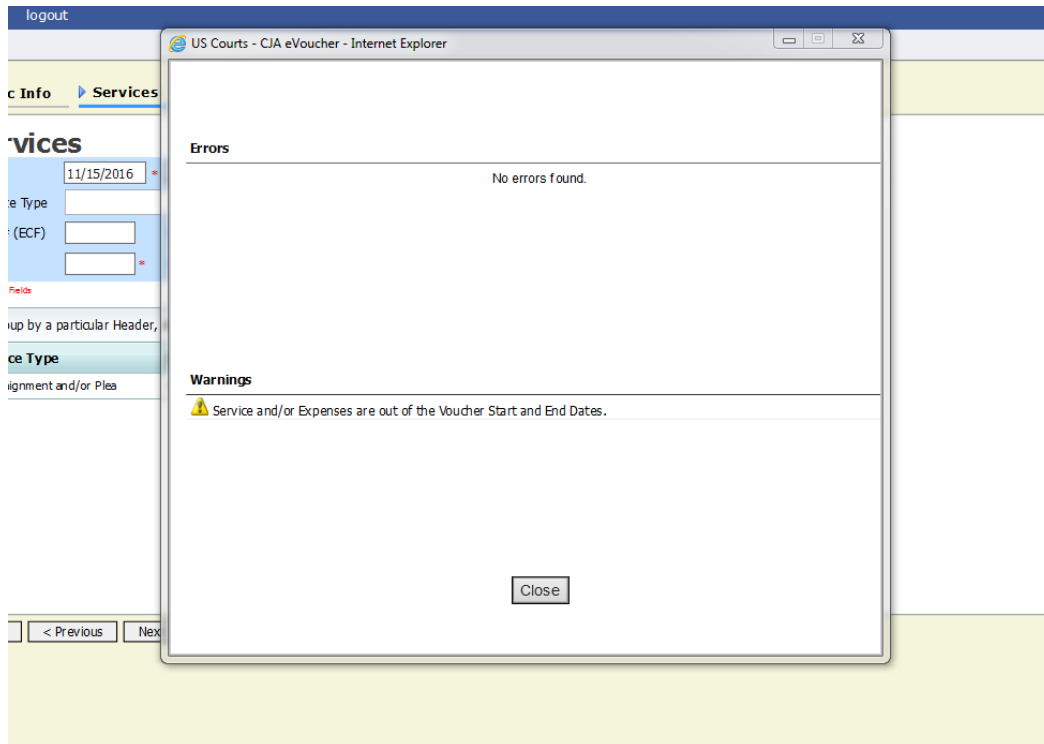 logout
US Courts - CJA eVoucher - Internet Explorer
c Info Services
Errors
rvices
No errors found.
11/15/2016 *
e Type
(ECF)
*
Fields
oup by a particular Header,
ce Type
Warnings
ignment and/or Plea
Service and/or Expenses are out of the Voucher Start and End Dates.
Close
< Previous Nex